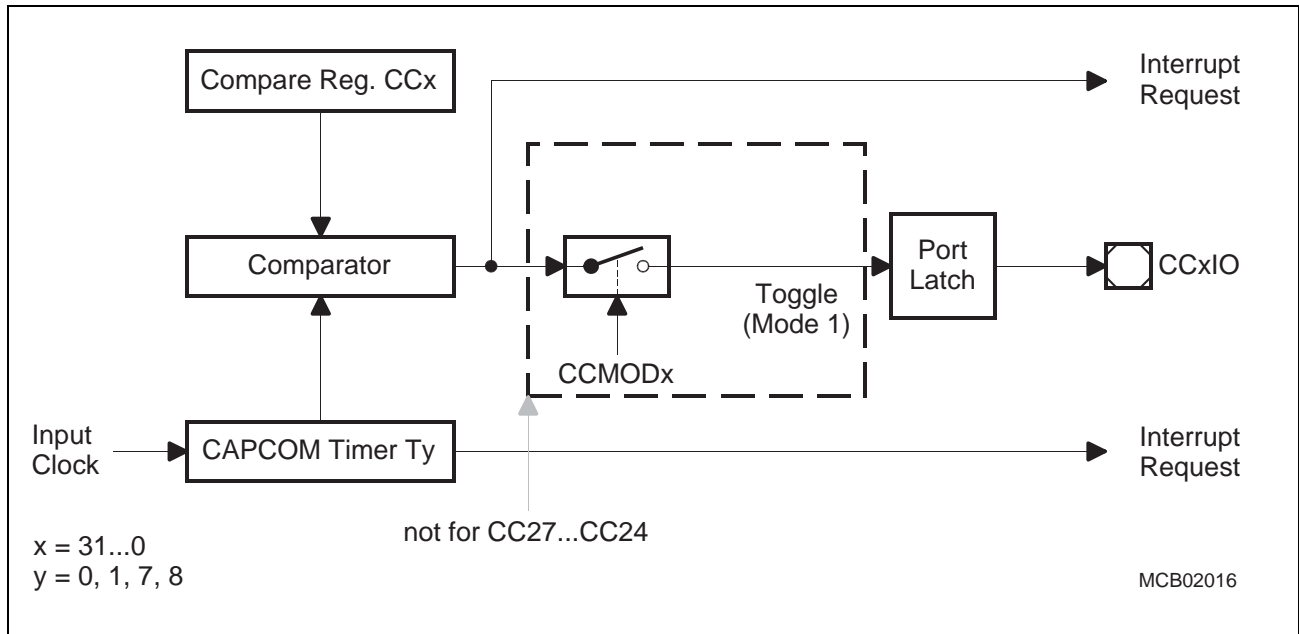 Compare Reg. CCx
Interrupt
Request
Comparator
Port
Latch
CCxIO
Toggle
(Mode 1)
CCMODx
Input
Clock
CAPCOM Timer Ty
Interrupt
Request
not for CC27...CC24
x = 31...0
y = 0, 1, 7, 8
MCB02016